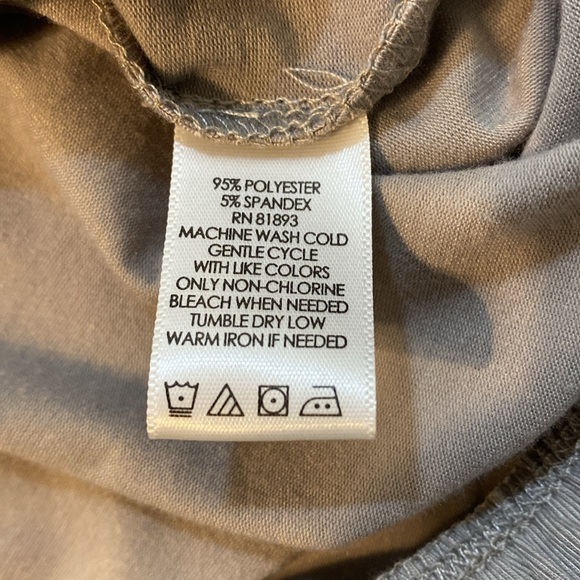 95% POLYESTER
5% SPANDEX
RN 81893
MACHINE WASH COLD
GENTLE CYCLE
WITH LIKE COLORS
ONLY NON-CHLORINE
BLEACH WHEN NEEDED
TUMBLE DRY LOW
WARM IRON IF NEEDED